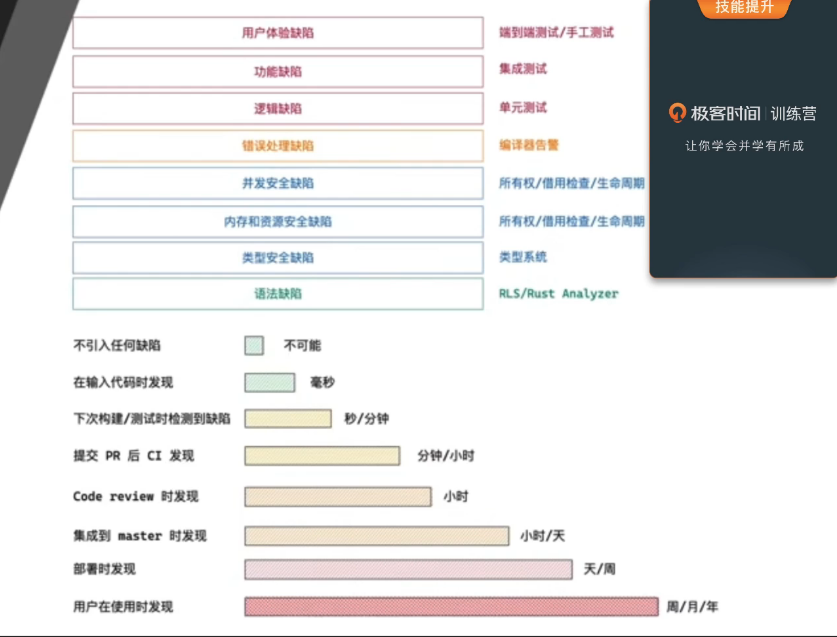 技能提升
用户体验缺陷 端到端测试/手工测试
功能缺陷 集成测试
逻辑缺陷 单元测试
极客时间 训练营
错误处理缺陷 编译器告警
让你学会并学有所成
并发安全缺陷 所有权/借用检查/生命周期
内存和资源安全缺陷 所有权/借用检查/生命周期
类型安全缺陷 类型系统
语法缺陷 RLS/Rust Analyzer
不引入任何缺陷 不可能
在输入代码时发现 毫秒
下次构建/测试时检测到缺陷 秒/分钟
提交 PR 后 CI 发现 分钟/小时
Code review 时发现 小时
集成到 master 时发现 小时/天
部署时发现 天/周
用户在使用时发现 周/月/年